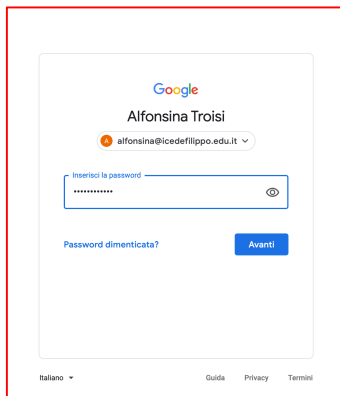 Google
Alfonsina Troisi
A alfonsina@icedefilippo.edu.it
Inserisci la password
••••••••••••
Password dimenticata? Avanti
Italiano Guida Privacy Termini